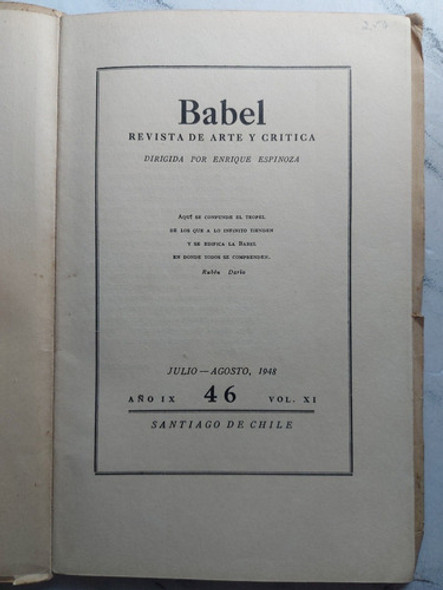 Babel
REVISTA DE ARTE Y CRITICA
DIRIGIDA POR ENRIQUE ESPINOZA
AQUÍ SE CONFUNDE EL TROPEL
DE LOS QUE A LO INFINITO TIENDEN
Y SE EDIFICA LA BABEL
EN DONDE TODOS SE COMPRENDEN.
Rubén Darío
JULIO — AGOSTO, 1948
AÑO IX 46 VOL. XI
SANTIAGO DE CHILE